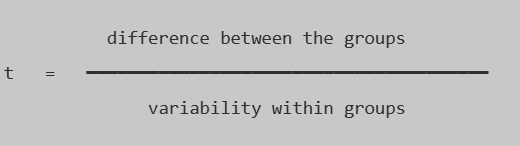 difference between the groups
t =
variability within groups